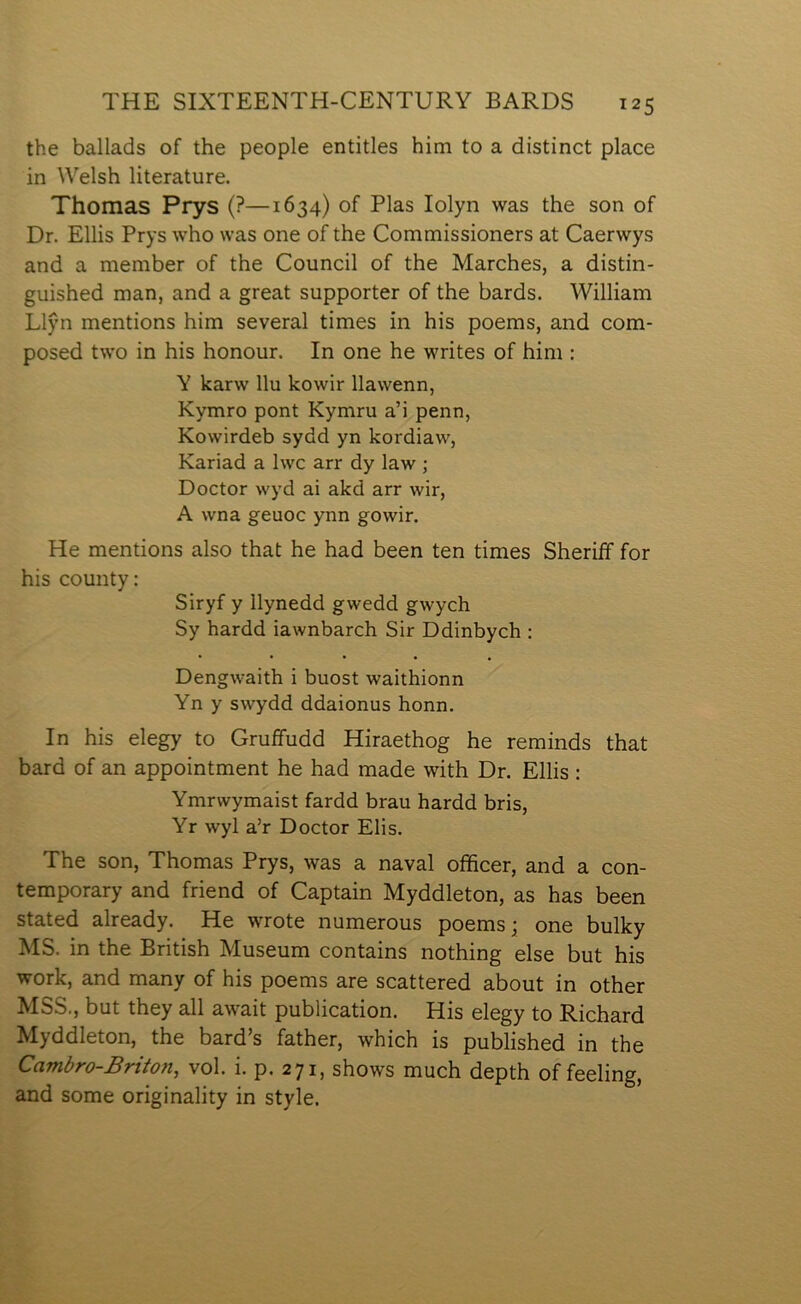 THE SIXTEENTH-CENTURY BARDS 125
the ballads of the people entitles him to a distinct place
in Welsh literature.
Thomas Prys (?—1634) of Plas Iolyn was the son of
Dr. Ellis Prys who was one of the Commissioners at Caerwys
and a member of the Council of the Marches, a distin-
guished man, and a great supporter of the bards. William
Llŷn mentions him several times in his poems, and com-
posed two in his honour. In one he writes of him :
Y karw llu kowir llawenn,
Kymro pont Kymru a’i penn,
Kowirdeb sydd yn kordiaw,
Kariad a lwc arr dy law ;
Doctor wyd ai akd arr wir,
A wna geuoc ynn gowir.
He mentions also that he had been ten times Sheriff for
his county :
Siryf y llynedd gwedd gwych
Sy hardd iawnbarch Sir Ddinbych :
. . . . .
Dengwaith i buost waithionn
Yn y swydd ddaionus honn.
In his elegy to Gruffudd Hiraethog he reminds that
bard of an appointment he had made with Dr. Ellis :
Ymrwymaist fardd brau hardd bris,
Yr wyl a’r Doctor Elis.
The son, Thomas Prys, was a naval officer, and a con-
temporary and friend of Captain Myddleton, as has been
stated already. He wrote numerous poems; one bulky
MS. in the British Museum contains nothing else but his
work, and many of his poems are scattered about in other
MSS., but they all await publication. His elegy to Richard
Myddleton, the bard’s father, which is published in the
Cambro-Briton, vol. i. p. 271, shows much depth of feeling,
and some originality in style.